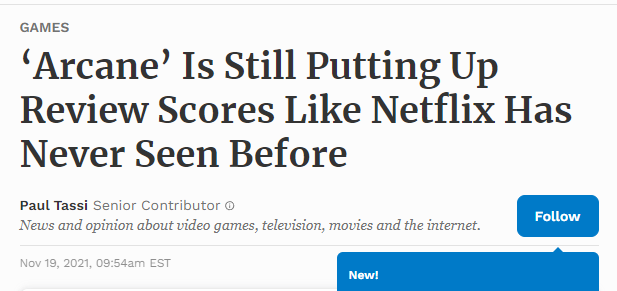 GAMES
‘Arcane’ Is Still Putting Up
Review Scores Like Netflix Has
Never Seen Before
Paul Tassi Senior Contributor
Follow
News and opinion about video games, television, movies and the internet.
Nov 19, 2021, 09:54am EST
New!